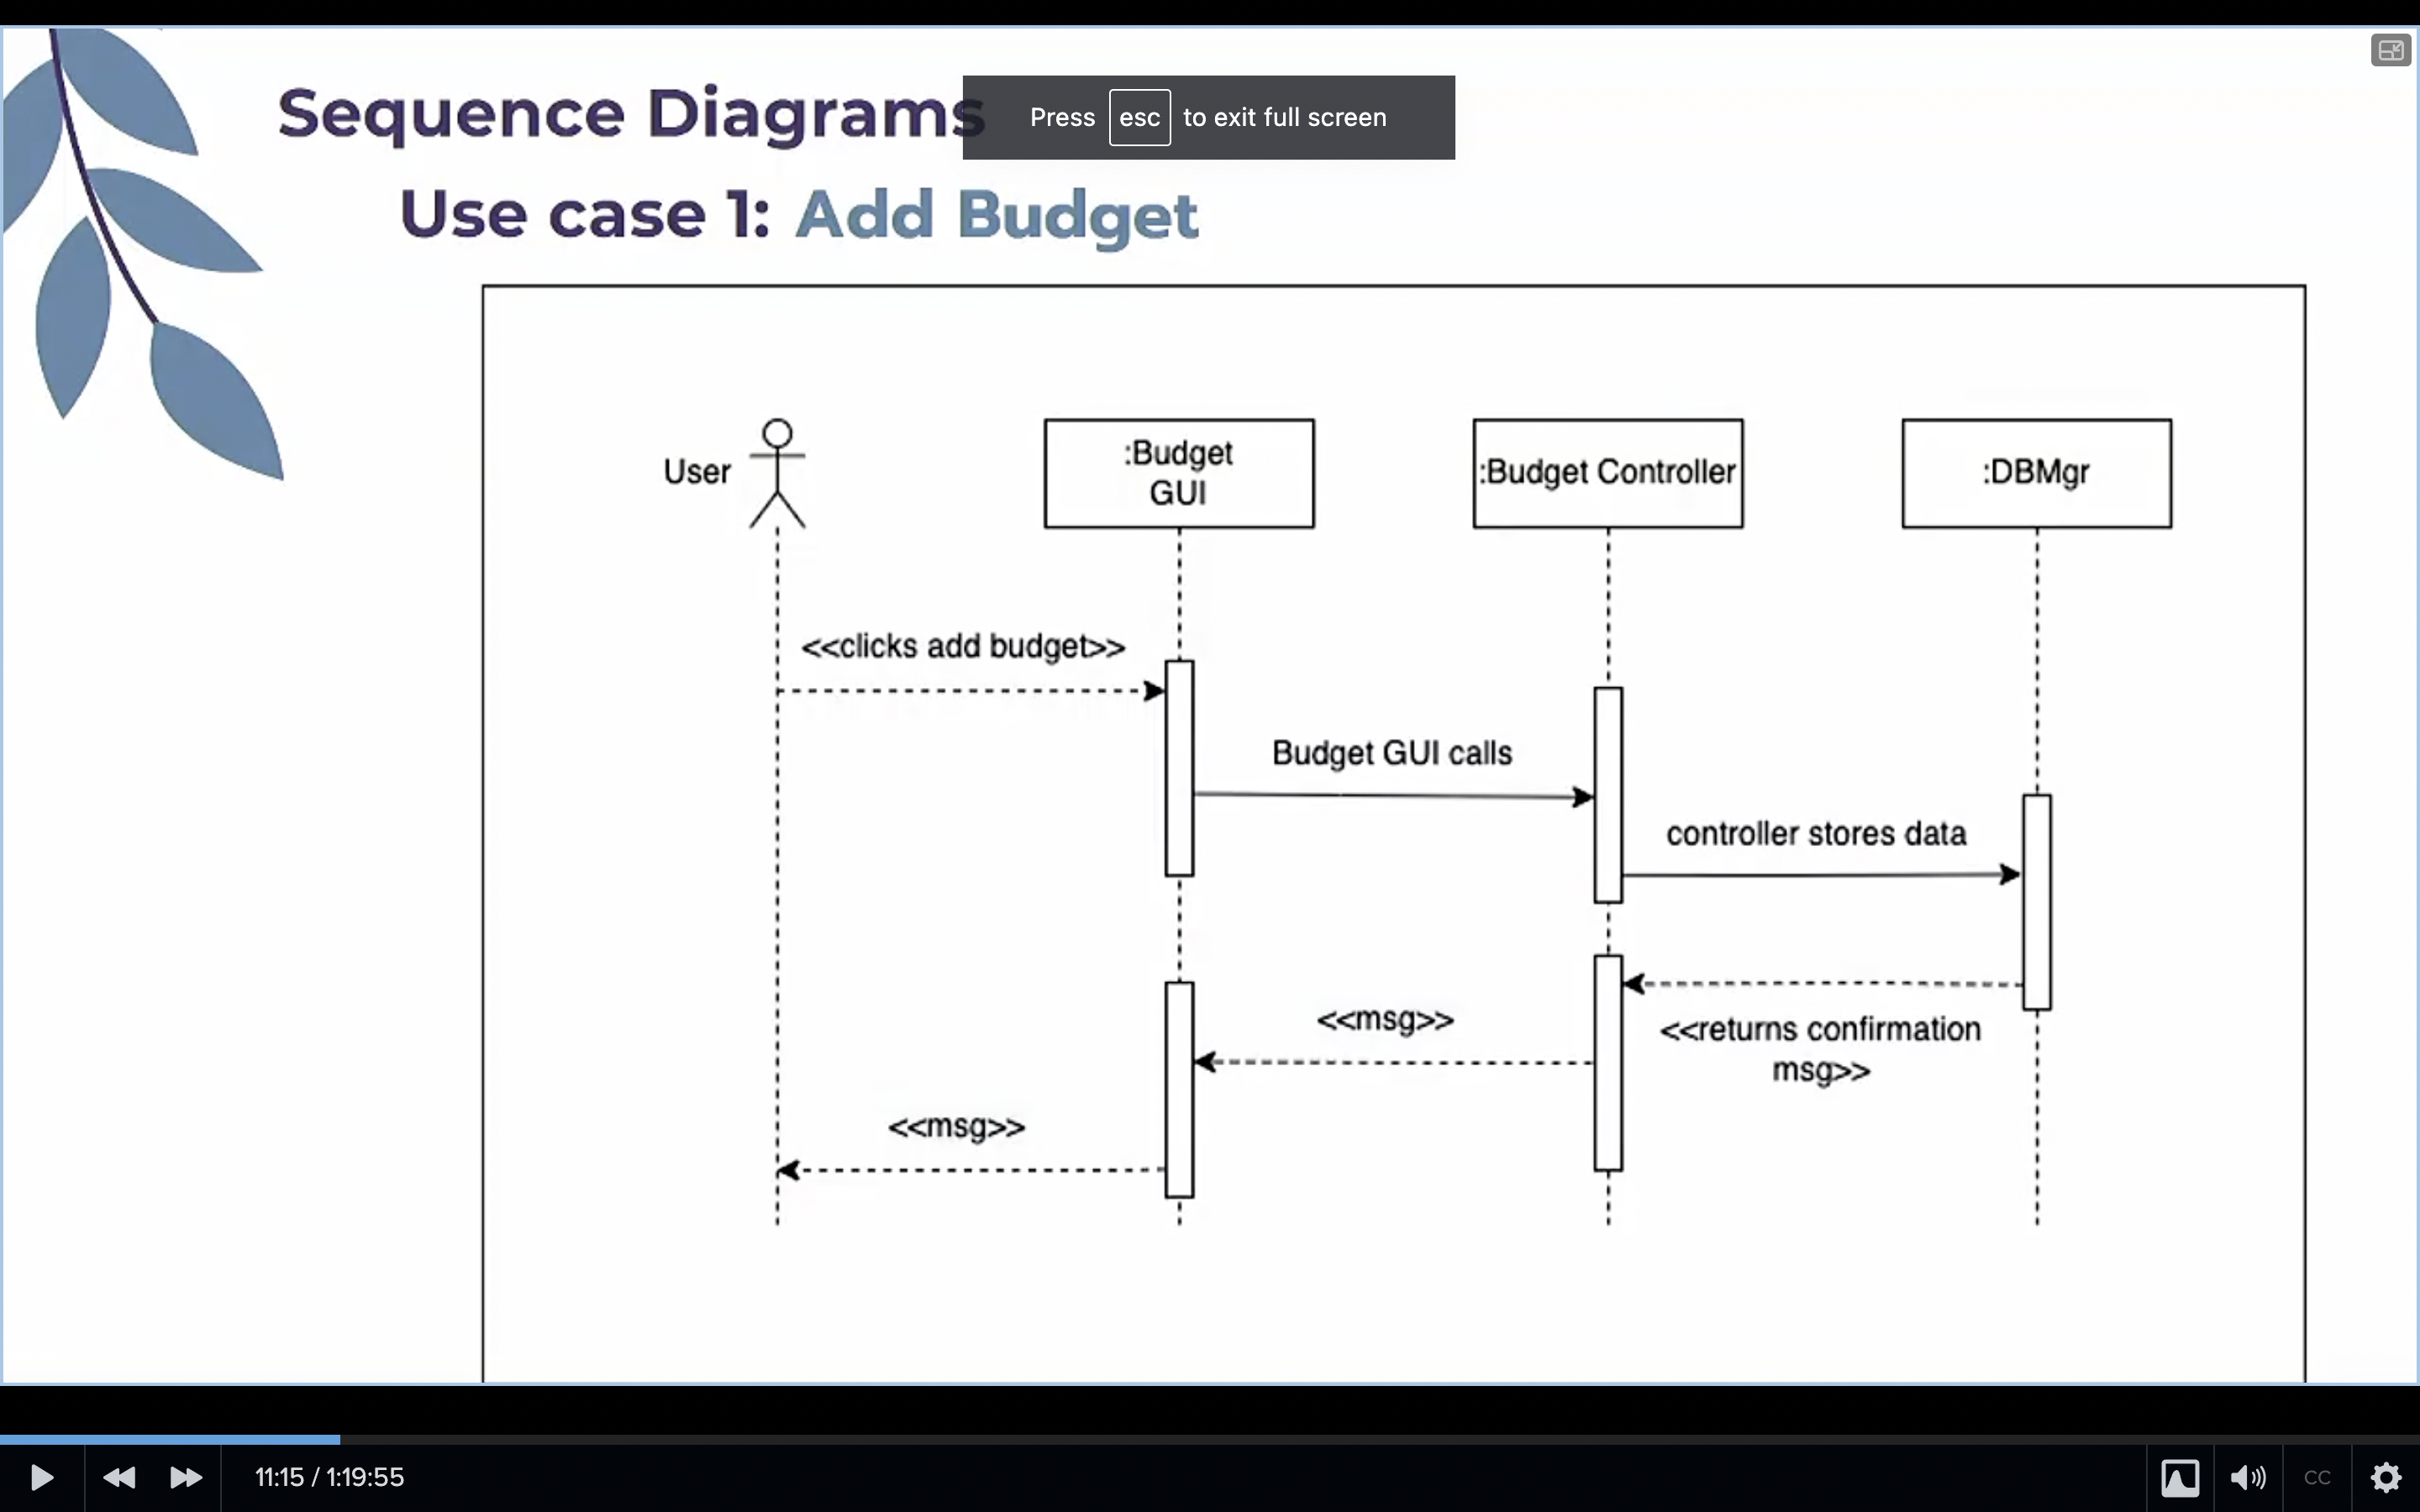 Sequence Diagrams
Press esc to exit full screen
Use case 1: Add Budget
User
:Budget
GUI
:Budget Controller
:DBMgr
<<clicks add budget>>
Budget GUI calls
controller stores data
<<returns confirmation
msg>>
<<msg>>
<<msg>>
11:15 / 1:19:55
CC